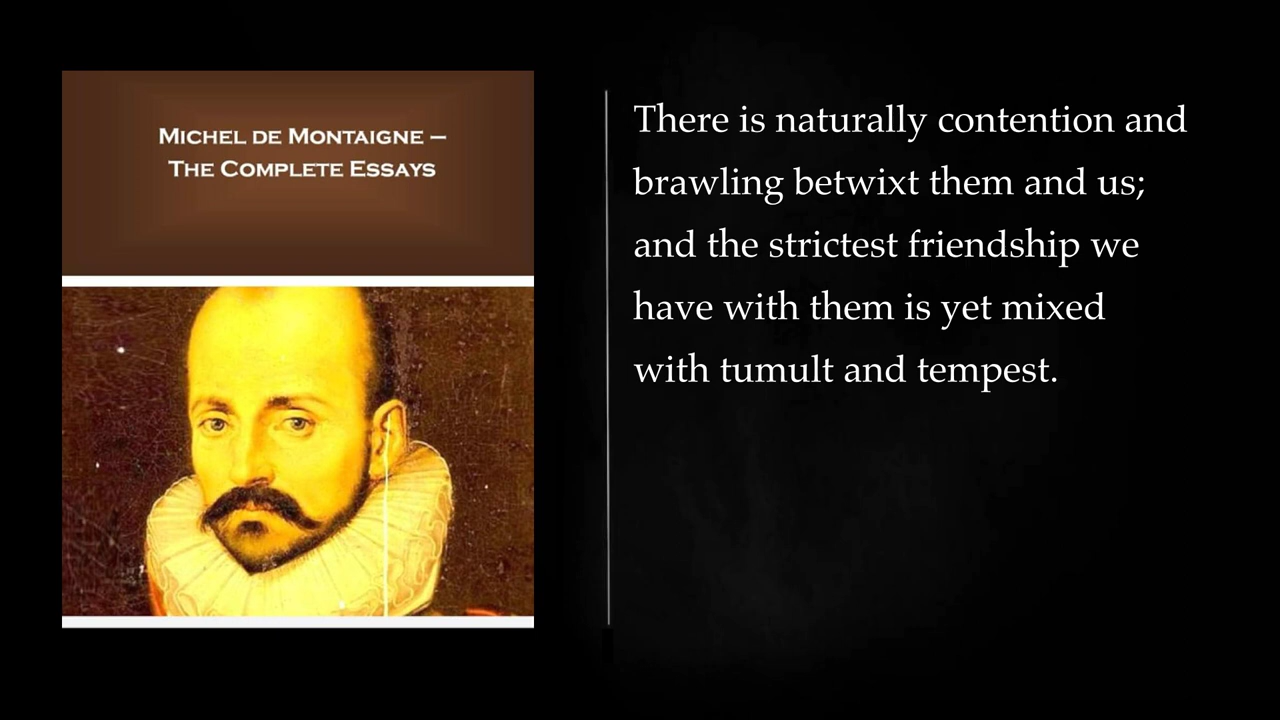 MICHEL DE MONTAIGNE –
THE COMPLETE ESSAYS
There is naturally contention and
brawling betwixt them and us;
and the strictest friendship we
have with them is yet mixed
with tumult and tempest.